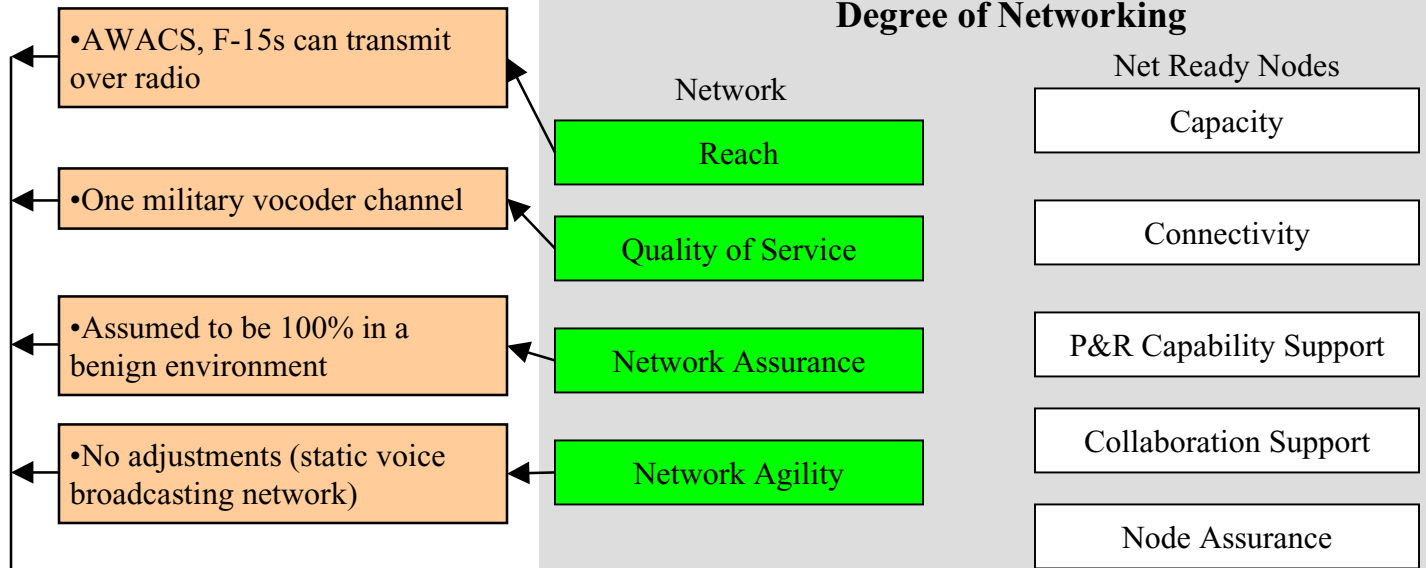 Degree of Networking
•AWACS, F-15s can transmit
over radio
•One military vocoder channel
•Assumed to be 100% in a
benign environment
•No adjustments (static voice
broadcasting network)
Network
Reach
Quality of Service
Network Assurance
Network Agility
Net Ready Nodes
Capacity
Connectivity
P&R Capability Support
Collaboration Support
Node Assurance